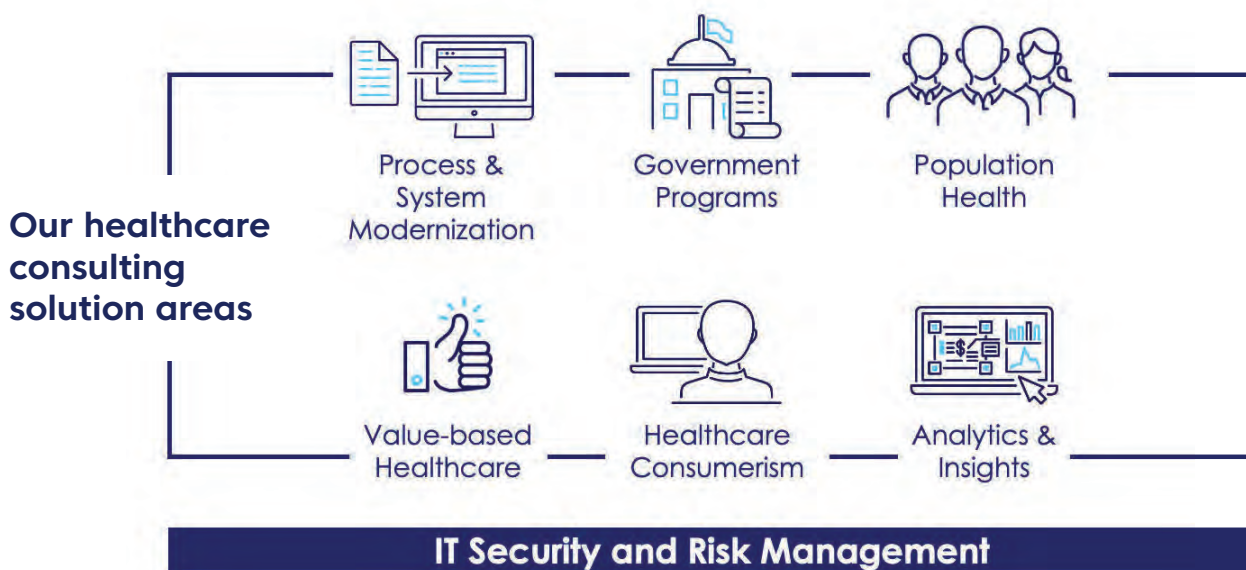 Our healthcare
consulting
solution areas
Process &
System
Modernization
Government
Programs
Population
Health
Value-based
Healthcare
Healthcare
Consumerism
$
Analytics &
Insights
IT Security and Risk Management